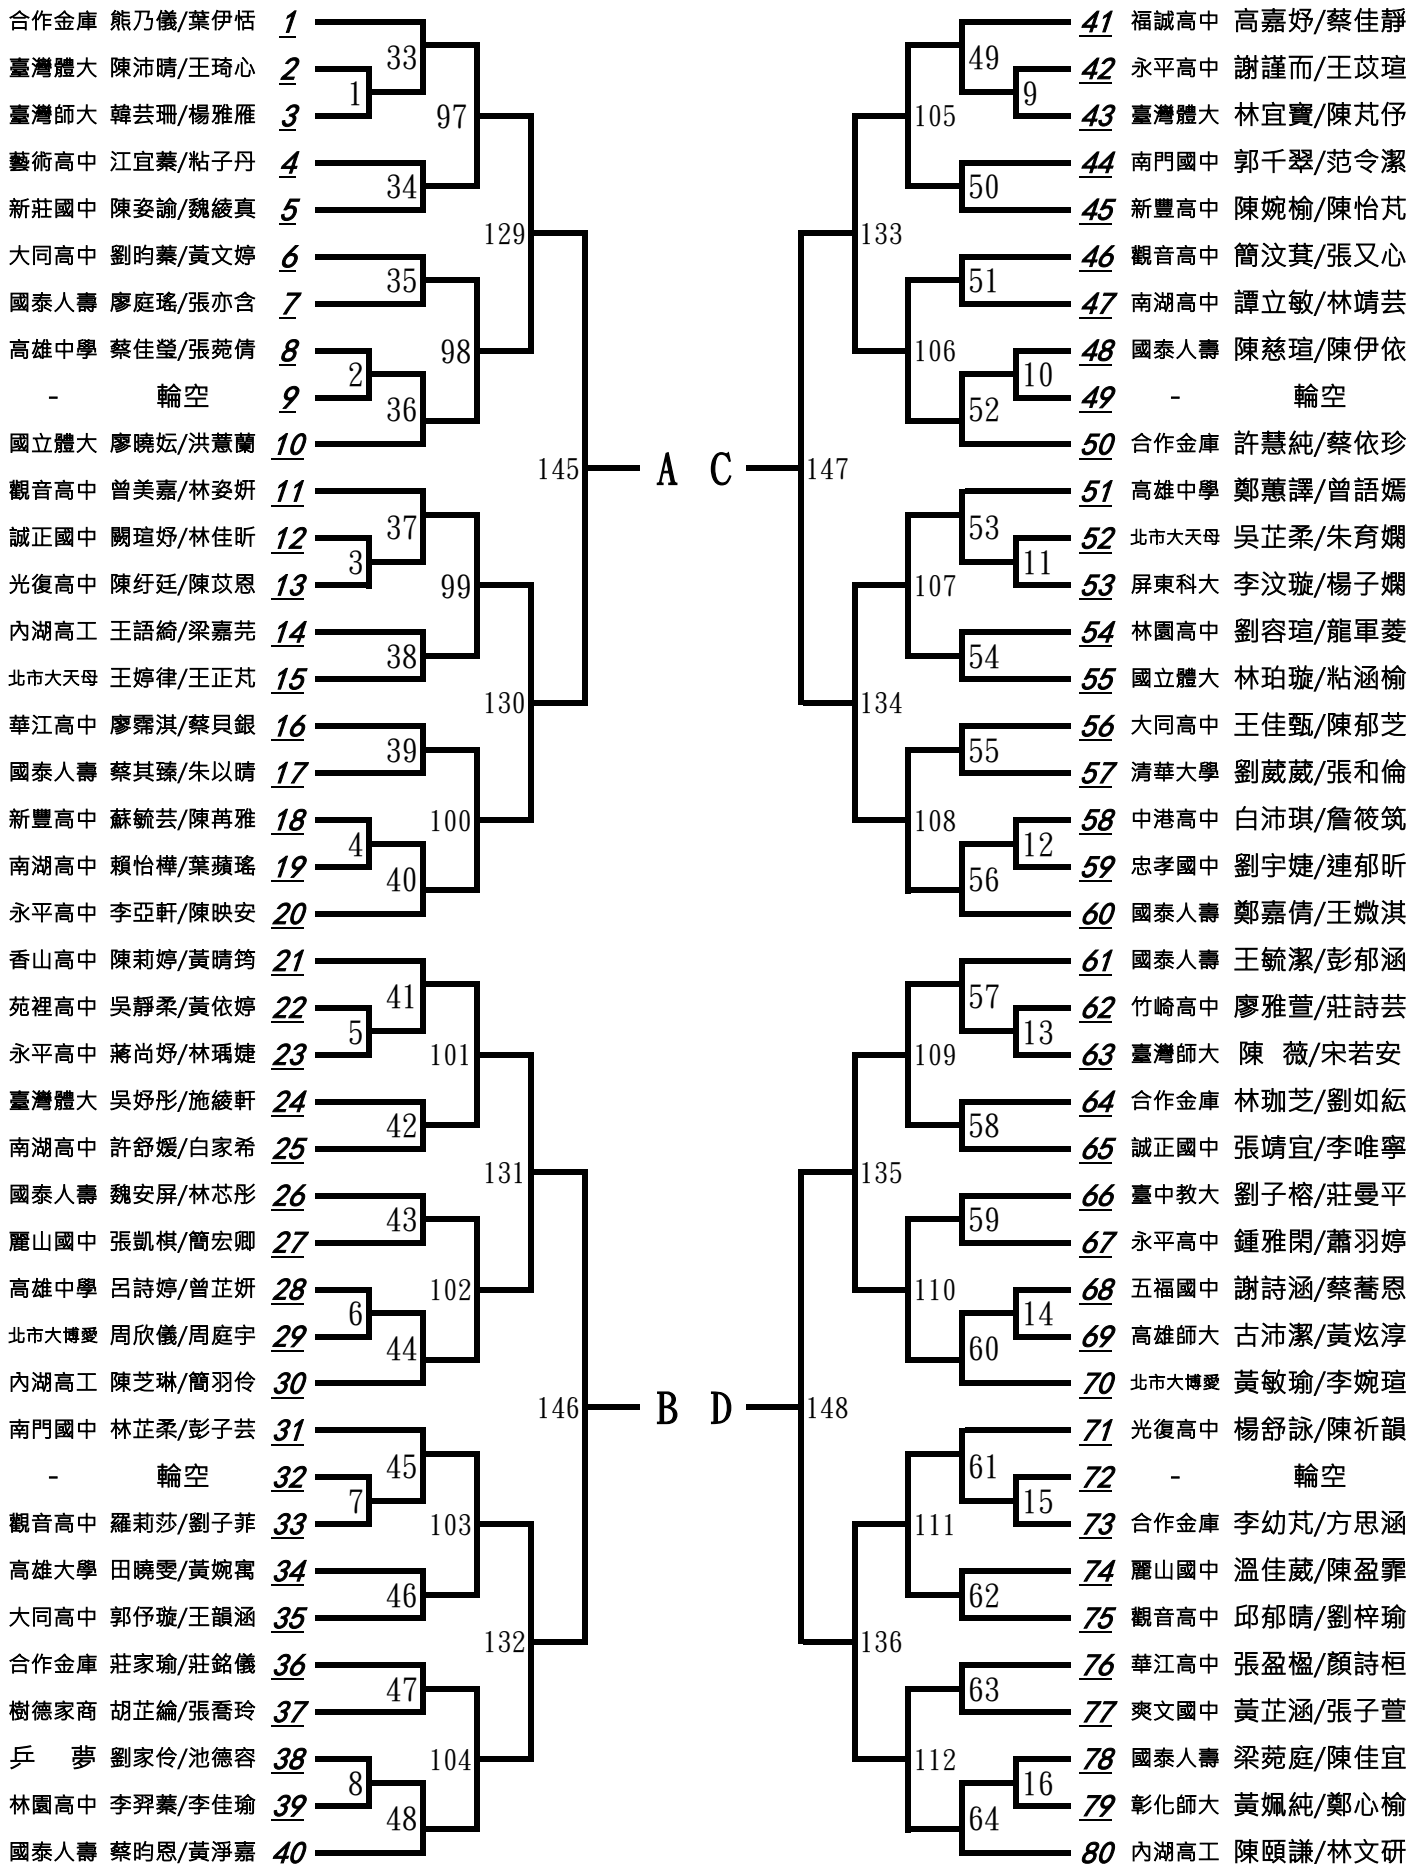 合作金庫 熊乃儀/葉伊恬 1
臺灣體大 陳沛晴/王琦心 2
臺灣師大 韓芸珊/楊雅雁 3
藝術高中 江宜蓁/粘子丹 4
新莊國中 陳姿諭/魏綾真 5
大同高中 劉昀蓁/黃文婷 6
國泰人壽 廖庭瑤/張亦含 7
高雄中學 蔡佳瑩/張菀倩 8
- 輪空 9
國立體大 廖曉妘/洪薏蘭 10
觀音高中 曾美嘉/林姿妍 11
誠正國中 闕瑄妤/林佳昕 12
光復高中 陳紆廷/陳苡恩 13
內湖高工 王語綺/梁嘉芫 14
北市大天母 王婷律/王正芃 15
華江高中 廖霈淇/蔡貝銀 16
國泰人壽 蔡其臻/朱以晴 17
新豐高中 蘇毓芸/陳苒雅 18
南湖高中 賴怡樺/葉蘋瑤 19
永平高中 李亞軒/陳映安 20
香山高中 陳莉婷/黃晴筠 21
苑裡高中 吳靜柔/黃依婷 22
永平高中 蔣尚妤/林瑀婕 23
臺灣體大 吳妤彤/施綾軒 24
南湖高中 許舒媛/白家希 25
國泰人壽 魏安屏/林芯彤 26
麗山國中 張凱棋/簡宏卿 27
高雄中學 呂詩婷/曾芷妍 28
北市大博愛 周欣儀/周庭宇 29
內湖高工 陳芝琳/簡羽伶 30
南門國中 林芷柔/彭子芸 31
- 輪空 32
觀音高中 羅莉莎/劉子菲 33
高雄大學 田曉雯/黃婉寓 34
大同高中 郭伃璇/王韻涵 35
合作金庫 莊家瑜/莊銘儀 36
樹德家商 胡芷綸/張喬玲 37
乒 夢 劉家伶/池德容 38
林園高中 李羿蓁/李佳瑜 39
國泰人壽 蔡昀恩/黃淨嘉 40
1
2
3
4
5
6
7
8
33
34
35
36
37
38
39
40
41
42
43
44
45
46
47
48
97
98
99
100
101
102
103
104
129
130
131
132
145
146
A C
B D
147
148
133
134
135
136
105
106
107
108
109
110
111
112
49
50
51
52
53
54
55
56
57
58
59
60
61
62
63
64
9
10
11
12
13
14
15
16
41 福誠高中 高嘉妤/蔡佳靜
42 永平高中 謝謹而/王苡瑄
43 臺灣體大 林宜寶/陳芃伃
44 南門國中 郭千翠/范令潔
45 新豐高中 陳婉榆/陳怡芃
46 觀音高中 簡汶萁/張又心
47 南湖高中 譚立敏/林靖芸
48 國泰人壽 陳慈瑄/陳伊依
49 - 輪空
50 合作金庫 許慧純/蔡依珍
51 高雄中學 鄭蕙譯/曾語嫣
52 北市大天母 吳芷柔/朱育嫻
53 屏東科大 李汶璇/楊子嫻
54 林園高中 劉容瑄/龍軍菱
55 國立體大 林珀璇/粘涵榆
56 大同高中 王佳甄/陳郁芝
57 清華大學 劉葳葳/張和倫
58 中港高中 白沛琪/詹筱筑
59 忠孝國中 劉宇婕/連郁昕
60 國泰人壽 鄭嘉倩/王媺淇
61 國泰人壽 王毓潔/彭郁涵
62 竹崎高中 廖雅萱/莊詩芸
63 臺灣師大 陳 薇/宋若安
64 合作金庫 林珈芝/劉如紜
65 誠正國中 張靖宜/李唯寧
66 臺中教大 劉子榕/莊曼平
67 永平高中 鍾雅閑/蕭羽婷
68 五福國中 謝詩涵/蔡蕎恩
69 高雄師大 古沛潔/黃炫淳
70 北市大博愛 黃敏瑜/李婉瑄
71 光復高中 楊舒詠/陳祈韻
72 - 輪空
73 合作金庫 李幼芃/方思涵
74 麗山國中 溫佳葳/陳盈霏
75 觀音高中 邱郁晴/劉梓瑜
76 華江高中 張盈楹/顏詩桓
77 爽文國中 黃芷涵/張子萱
78 國泰人壽 梁菀庭/陳佳宜
79 彰化師大 黃姵純/鄭心榆
80 內湖高工 陳頤謙/林文研